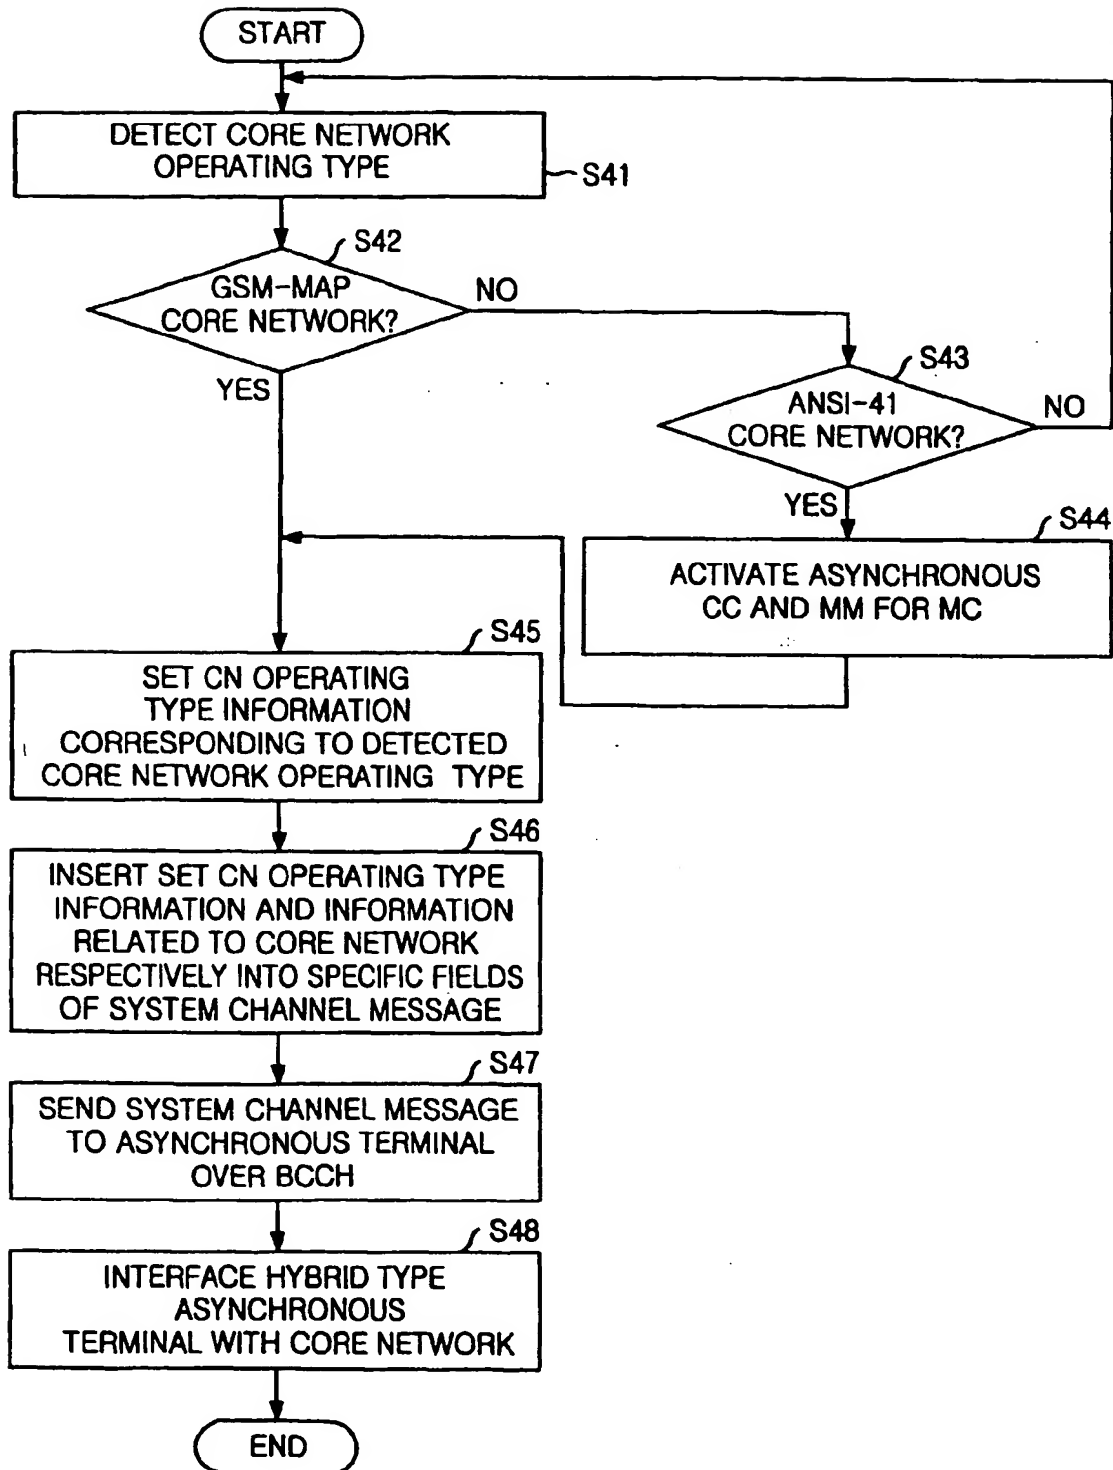 START
DETECT CORE NETWORK
OPERATING TYPE
S41
S42
GSM-MAP
CORE NETWORK?
NO
YES
S43
ANSI-41
CORE NETWORK?
NO
YES
S44
ACTIVATE ASYNCHRONOUS
CC AND MM FOR MC
S45
SET CN OPERATING
TYPE INFORMATION
CORRESPONDING TO DETECTED
CORE NETWORK OPERATING TYPE
S46
INSERT SET CN OPERATING TYPE
INFORMATION AND INFORMATION
RELATED TO CORE NETWORK
RESPECTIVELY INTO SPECIFIC FIELDS
OF SYSTEM CHANNEL MESSAGE
S47
SEND SYSTEM CHANNEL MESSAGE
TO ASYNCHRONOUS TERMINAL
OVER BCCH
S48
INTERFACE HYBRID TYPE
ASYNCHRONOUS
TERMINAL WITH CORE NETWORK
END